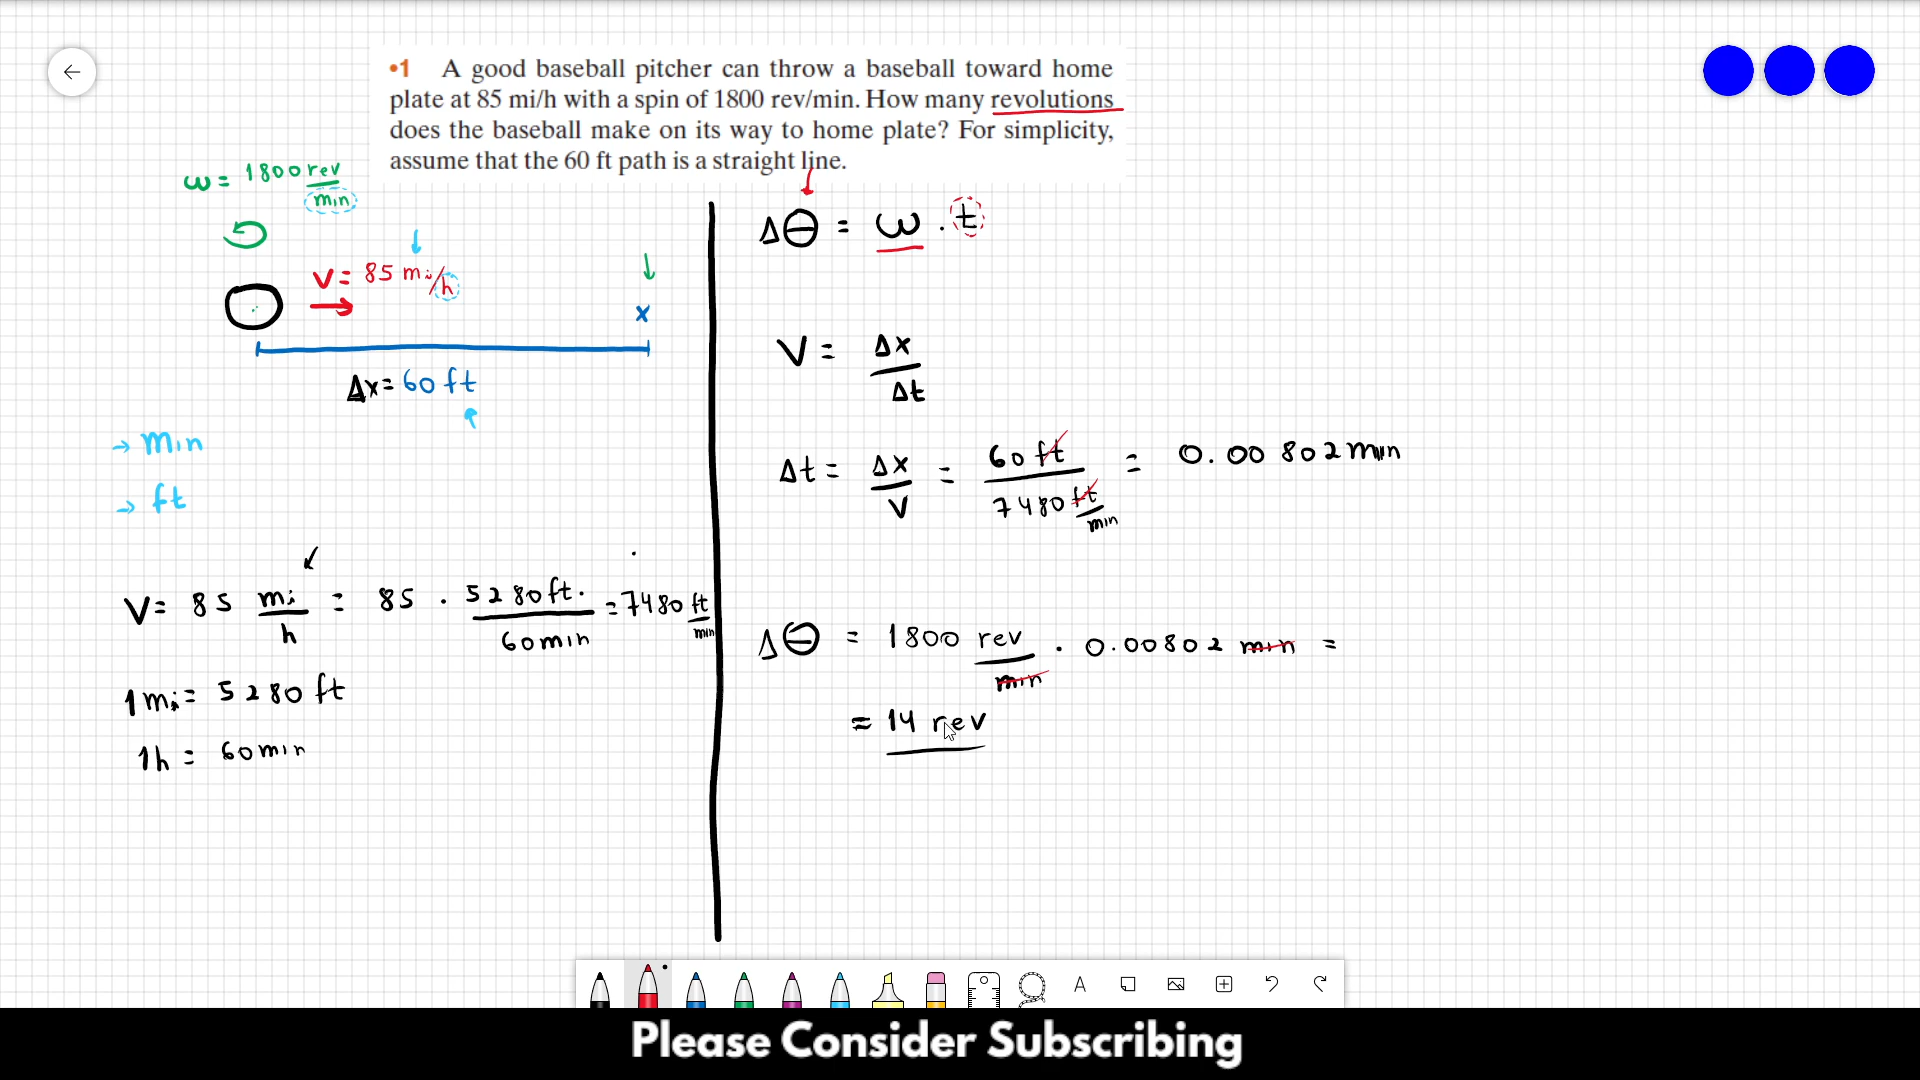 •1 A good baseball pitcher can throw a baseball toward home
plate at 85 mi/h with a spin of 1800 rev/min. How many revolutions
does the baseball make on its way to home plate? For simplicity,
assume that the 60 ft path is a straight line.
ω = 1800 rev/min
V = 85 mi/h
x
Δx = 60 ft
→ min
→ ft
V = 85 mi/h = 85 · 5280 ft·/60 min = 7480 ft/min
1 mi = 5280 ft
1h = 60 min
Δθ = ω · t
V = Δx/Δt
Δt = Δx/V = 60 ft/7480 ft/min = 0.00802 min
Δθ = 1800 rev/min · 0.00802 min =
= 14 rev
A
Please Consider Subscribing